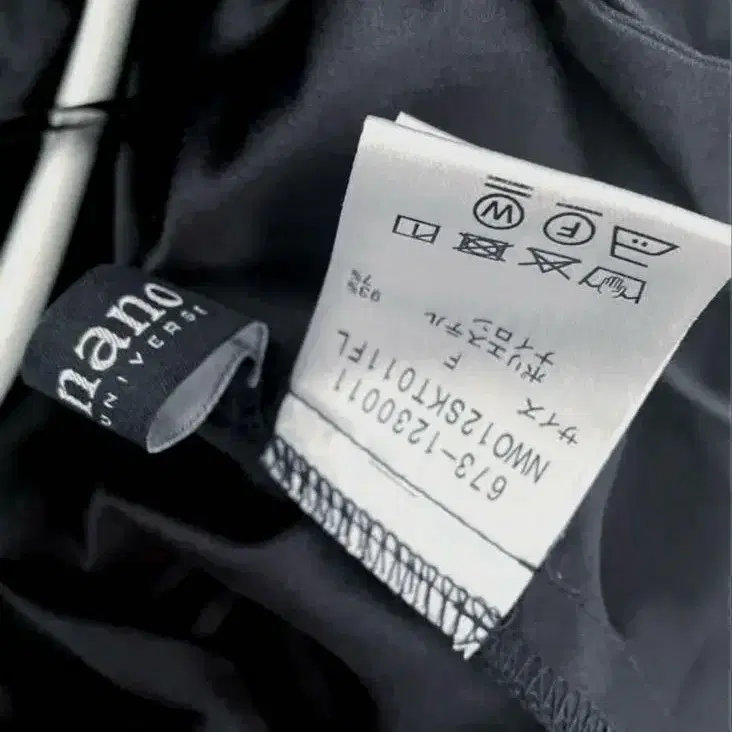 nano
UNIVERSE
673-1230011
NW012SKT011FL
サイズ F
ポリエステル 93%
ナイロン 7%
F
W